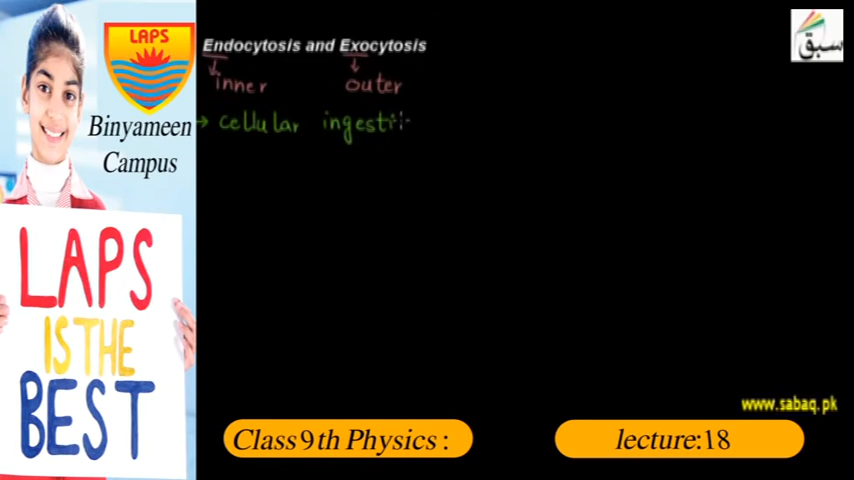 LAPS
Binyameen
Campus
LAPS
IS THE
BEST
Endocytosis and Exocytosis
inner outer
→ cellular
سبق
www.sabaq.pk
Class 9th Physics :
lecture:18